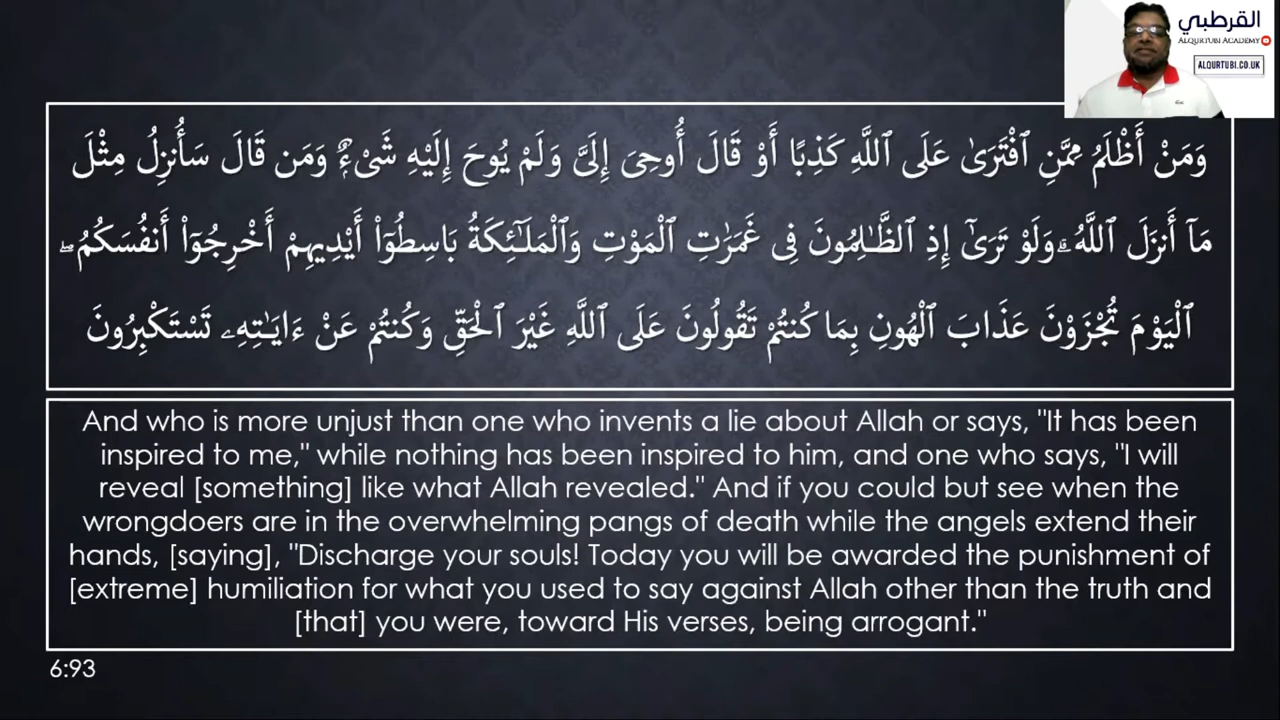 القرطبي
ALQURTUBI ACADEMY
ALQURTUBI.CO.UK
وَمَنْ أَظْلَمُ مِمَّنِ ٱفْتَرَىٰ عَلَى ٱللَّهِ كَذِبًا أَوْ قَالَ أُوحِىَ إِلَىَّ وَلَمْ يُوحَ إِلَيْهِ شَىْءٌۭ وَمَن قَالَ سَأُنزِلُ مِثْلَ
مَآ أَنزَلَ ٱللَّهُ ۗ وَلَوْ تَرَىٰٓ إِذِ ٱلظَّـٰلِمُونَ فِى غَمَرَٰتِ ٱلْمَوْتِ وَٱلْمَلَـٰٓئِكَةُ بَاسِطُوٓا۟ أَيْدِيهِمْ أَخْرِجُوٓا۟ أَنفُسَكُمُ ۖ
ٱلْيَوْمَ تُجْزَوْنَ عَذَابَ ٱلْهُونِ بِمَا كُنتُمْ تَقُولُونَ عَلَى ٱللَّهِ غَيْرَ ٱلْحَقِّ وَكُنتُمْ عَنْ ءَايَـٰتِهِۦ تَسْتَكْبِرُونَ
And who is more unjust than one who invents a lie about Allah or says, "It has been
inspired to me," while nothing has been inspired to him, and one who says, "I will
reveal [something] like what Allah revealed." And if you could but see when the
wrongdoers are in the overwhelming pangs of death while the angels extend their
hands, [saying], "Discharge your souls! Today you will be awarded the punishment of
[extreme] humiliation for what you used to say against Allah other than the truth and
[that] you were, toward His verses, being arrogant."
6:93